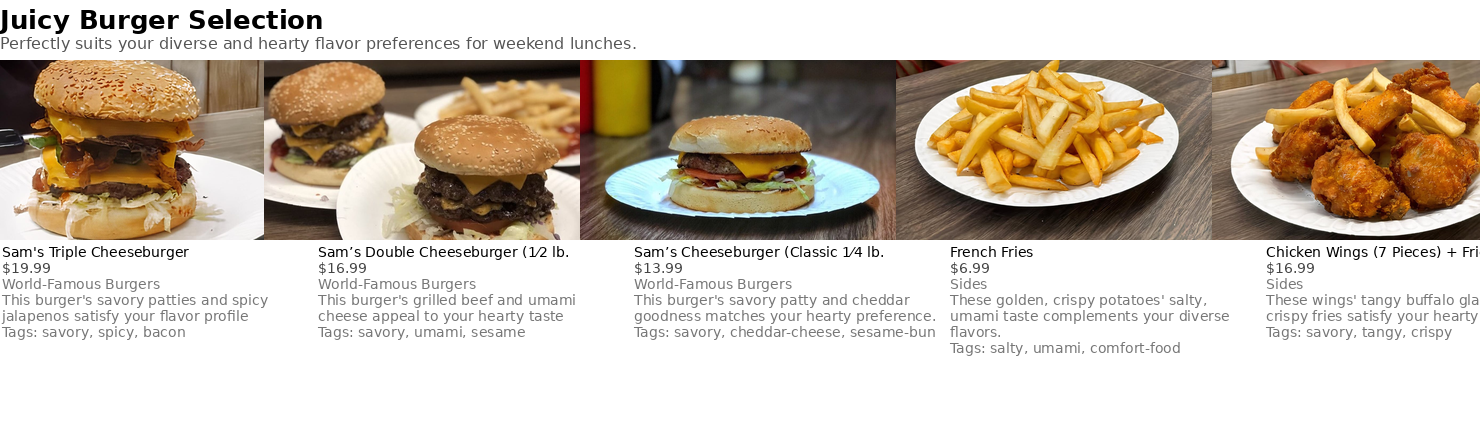 Juicy Burger Selection
Perfectly suits your diverse and hearty flavor preferences for weekend lunches.
Sam's Triple Cheeseburger
$19.99
World-Famous Burgers
This burger's savory patties and spicy
jalapenos satisfy your flavor profile
Tags: savory, spicy, bacon
Sam’s Double Cheeseburger (1⁄2 lb.
$16.99
World-Famous Burgers
This burger's grilled beef and umami
cheese appeal to your hearty taste
Tags: savory, umami, sesame
Sam’s Cheeseburger (Classic 1⁄4 lb.
$13.99
World-Famous Burgers
This burger's savory patty and cheddar
goodness matches your hearty preference.
Tags: savory, cheddar-cheese, sesame-bun
French Fries
$6.99
Sides
These golden, crispy potatoes' salty,
umami taste complements your diverse
flavors.
Tags: salty, umami, comfort-food
Chicken Wings (7 Pieces) +
$16.99
Sides
These wings' tangy buffalo
crispy fries satisfy your hearty
Tags: savory, tangy, crispy